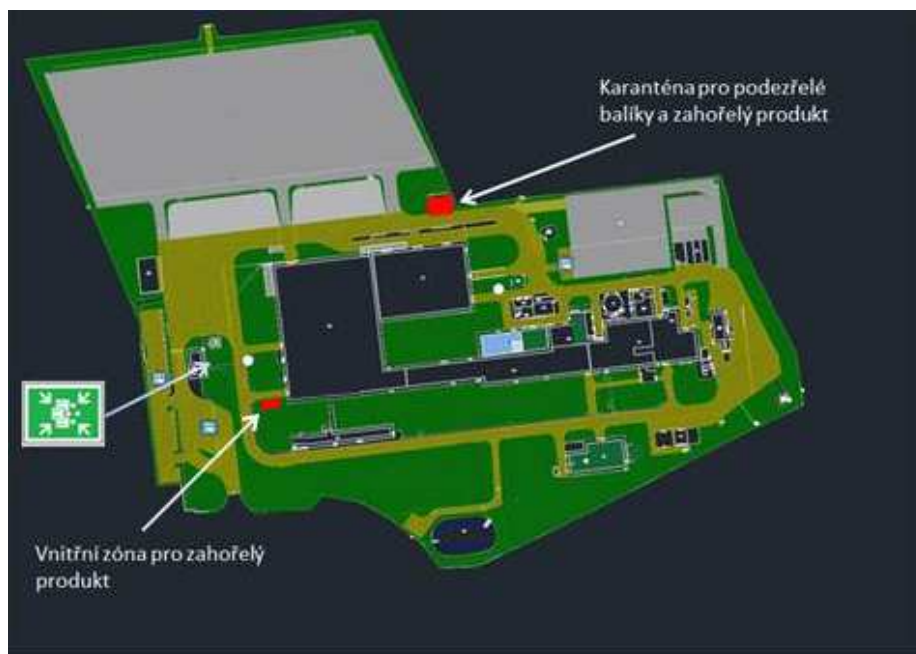 Karanténa pro podezřelé
balíky a zahořelý produkt
Vnitřní zóna pro zahořelý
produkt